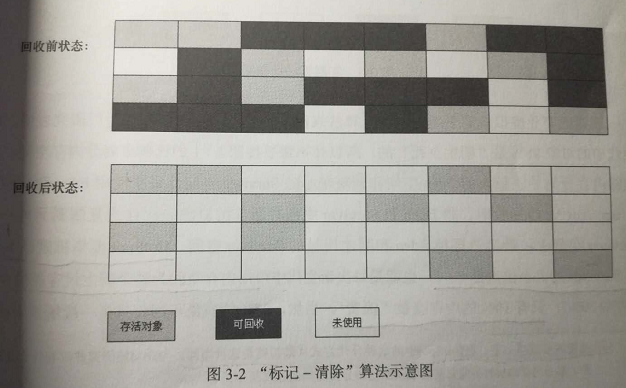 回收前状态:
回收后状态:
存活对象
可回收
未使用
图 3-2 “标记 – 清除”算法示意图